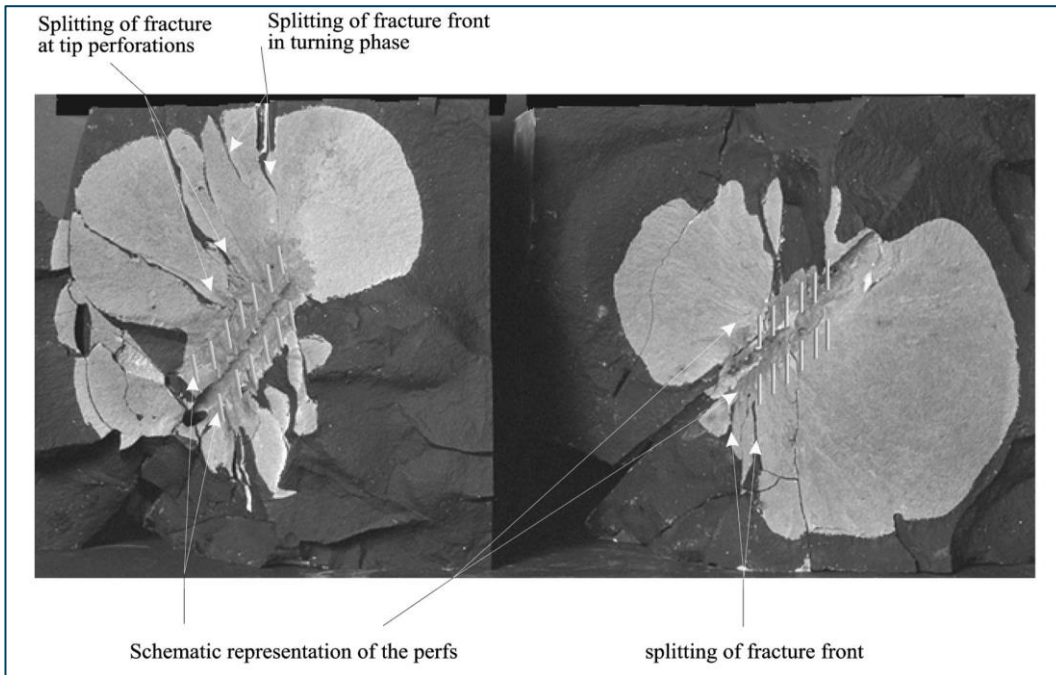 Splitting of fracture
at tip perforations
Splitting of fracture front
in turning phase
Schematic representation of the perfs
splitting of fracture front